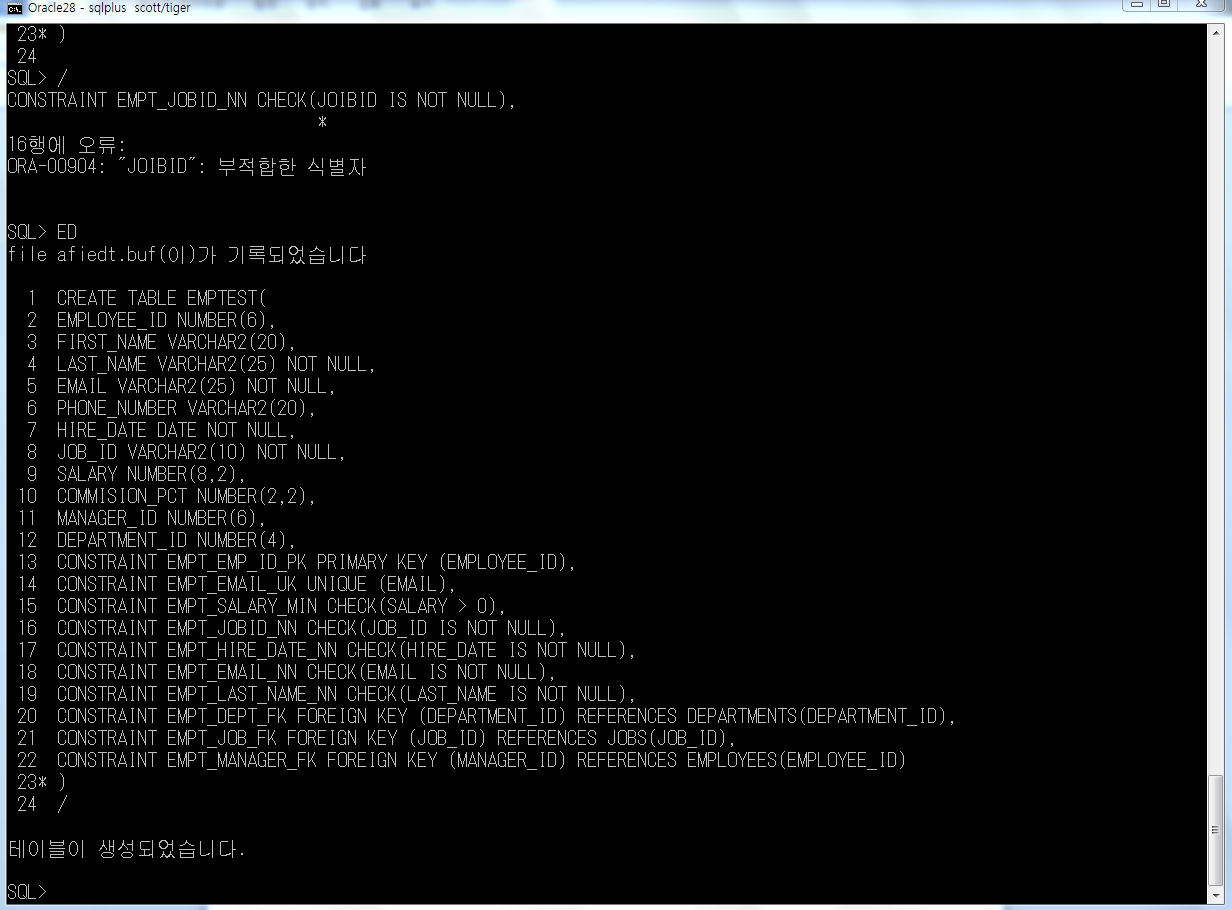 Oracle28 - sqlplus  scott/tiger
 23* )
 24
SQL> /
CONSTRAINT EMPT_JOBID_NN CHECK(JOIBID IS NOT NULL),
                               *
16행에 오류:
ORA-00904: "JOIBID": 부적합한 식별자
SQL> ED
file afiedt.buf(이)가 기록되었습니다
  1  CREATE TABLE EMPTEST(
  2  EMPLOYEE_ID NUMBER(6),
  3  FIRST_NAME VARCHAR2(20),
  4  LAST_NAME VARCHAR2(25) NOT NULL,
  5  EMAIL VARCHAR2(25) NOT NULL,
  6  PHONE_NUMBER VARCHAR2(20),
  7  HIRE_DATE DATE NOT NULL,
  8  JOB_ID VARCHAR2(10) NOT NULL,
  9  SALARY NUMBER(8,2),
 10  COMMISION_PCT NUMBER(2,2),
 11  MANAGER_ID NUMBER(6),
 12  DEPARTMENT_ID NUMBER(4),
 13  CONSTRAINT EMPT_EMP_ID_PK PRIMARY KEY (EMPLOYEE_ID),
 14  CONSTRAINT EMPT_EMAIL_UK UNIQUE (EMAIL),
 15  CONSTRAINT EMPT_SALARY_MIN CHECK(SALARY > 0),
 16  CONSTRAINT EMPT_JOBID_NN CHECK(JOB_ID IS NOT NULL),
 17  CONSTRAINT EMPT_HIRE_DATE_NN CHECK(HIRE_DATE IS NOT NULL),
 18  CONSTRAINT EMPT_EMAIL_NN CHECK(EMAIL IS NOT NULL),
 19  CONSTRAINT EMPT_LAST_NAME_NN CHECK(LAST_NAME IS NOT NULL),
 20  CONSTRAINT EMPT_DEPT_FK FOREIGN KEY (DEPARTMENT_ID) REFERENCES DEPARTMENTS(DEPARTMENT_ID),
 21  CONSTRAINT EMPT_JOB_FK FOREIGN KEY (JOB_ID) REFERENCES JOBS(JOB_ID),
 22  CONSTRAINT EMPT_MANAGER_FK FOREIGN KEY (MANAGER_ID) REFERENCES EMPLOYEES(EMPLOYEE_ID)
 23* )
 24  /
테이블이 생성되었습니다.
SQL>